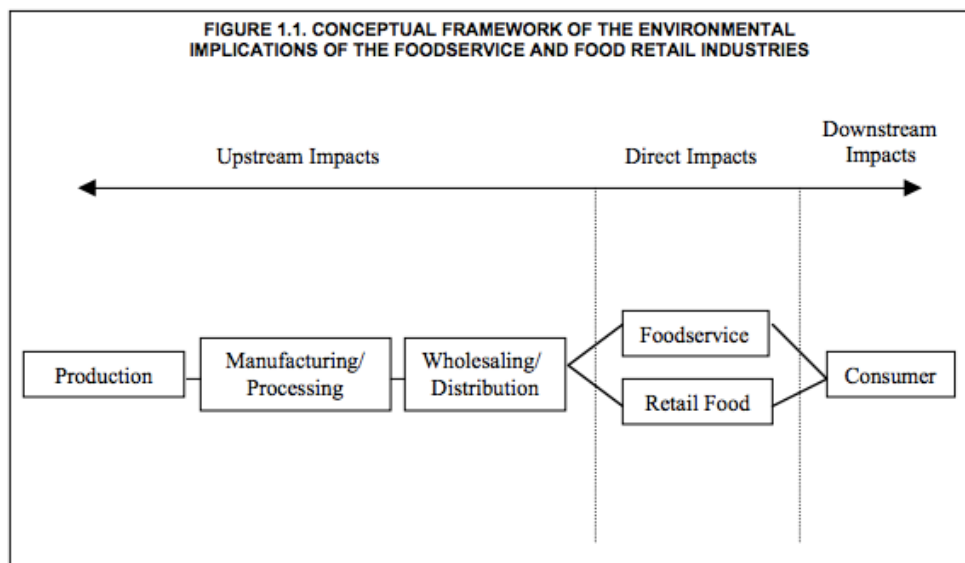 FIGURE 1.1. CONCEPTUAL FRAMEWORK OF THE ENVIRONMENTAL
IMPLICATIONS OF THE FOODSERVICE AND FOOD RETAIL INDUSTRIES
Upstream Impacts
Direct Impacts
Downstream
Impacts
Production
Manufacturing/
Processing
Wholesaling/
Distribution
Foodservice
Retail Food
Consumer